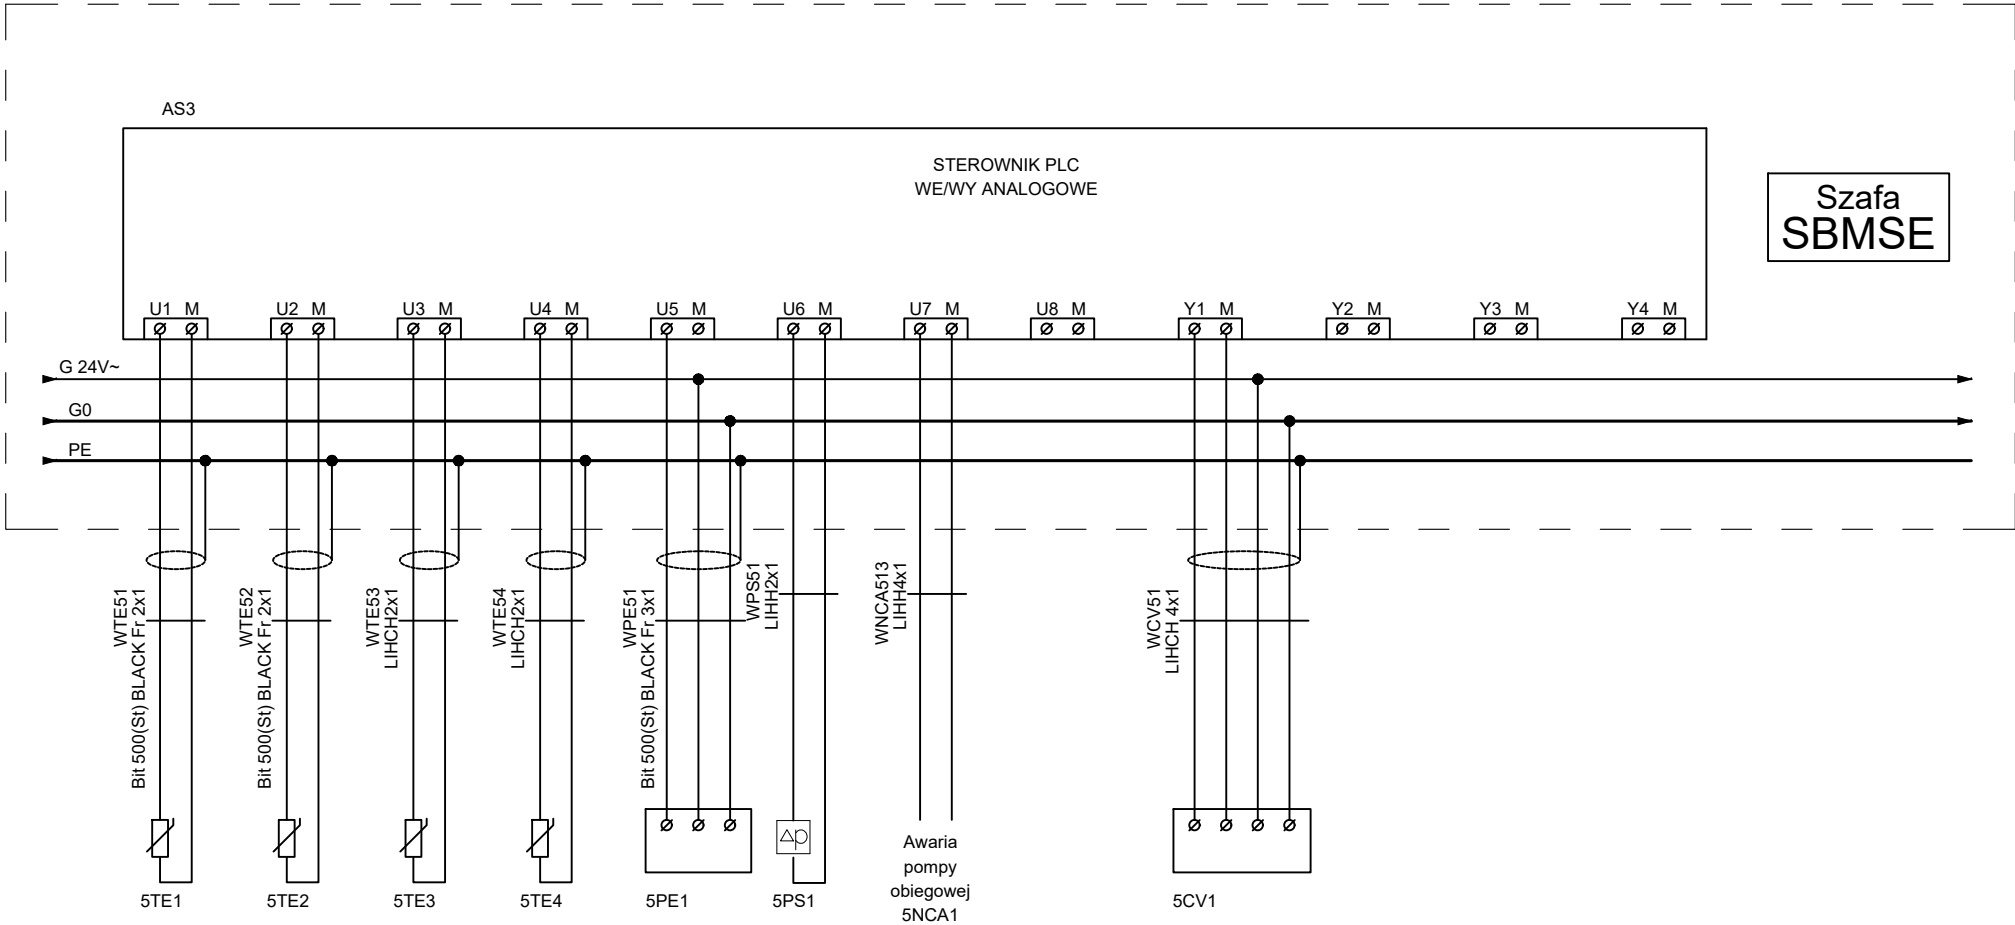 AS3
STEROWNIK PLC
WE/WY ANALOGOWE
Szafa
SBMSE
U1 M U2 M U3 M U4 M U5 M U6 M U7 M U8 M Y1 M Y2 M Y3 M Y4 M
G 24V~
G0
PE
WTE51
Bit 500(St) BLACK Fr 2x1
WTE52
Bit 500(St) BLACK Fr 2x1
WTE53
LIHCH2x1
WTE54
LIHCH2x1
WPE51
Bit 500(St) BLACK Fr 3x1
WPS51
LIHH2x1
WNCA513
LIHH4x1
WCV51
LIHCH 4x1
Δp
5TE1
5TE2
5TE3
5TE4
5PE1
5PS1
Awaria
pompy
obiegowej
5NCA1
5CV1